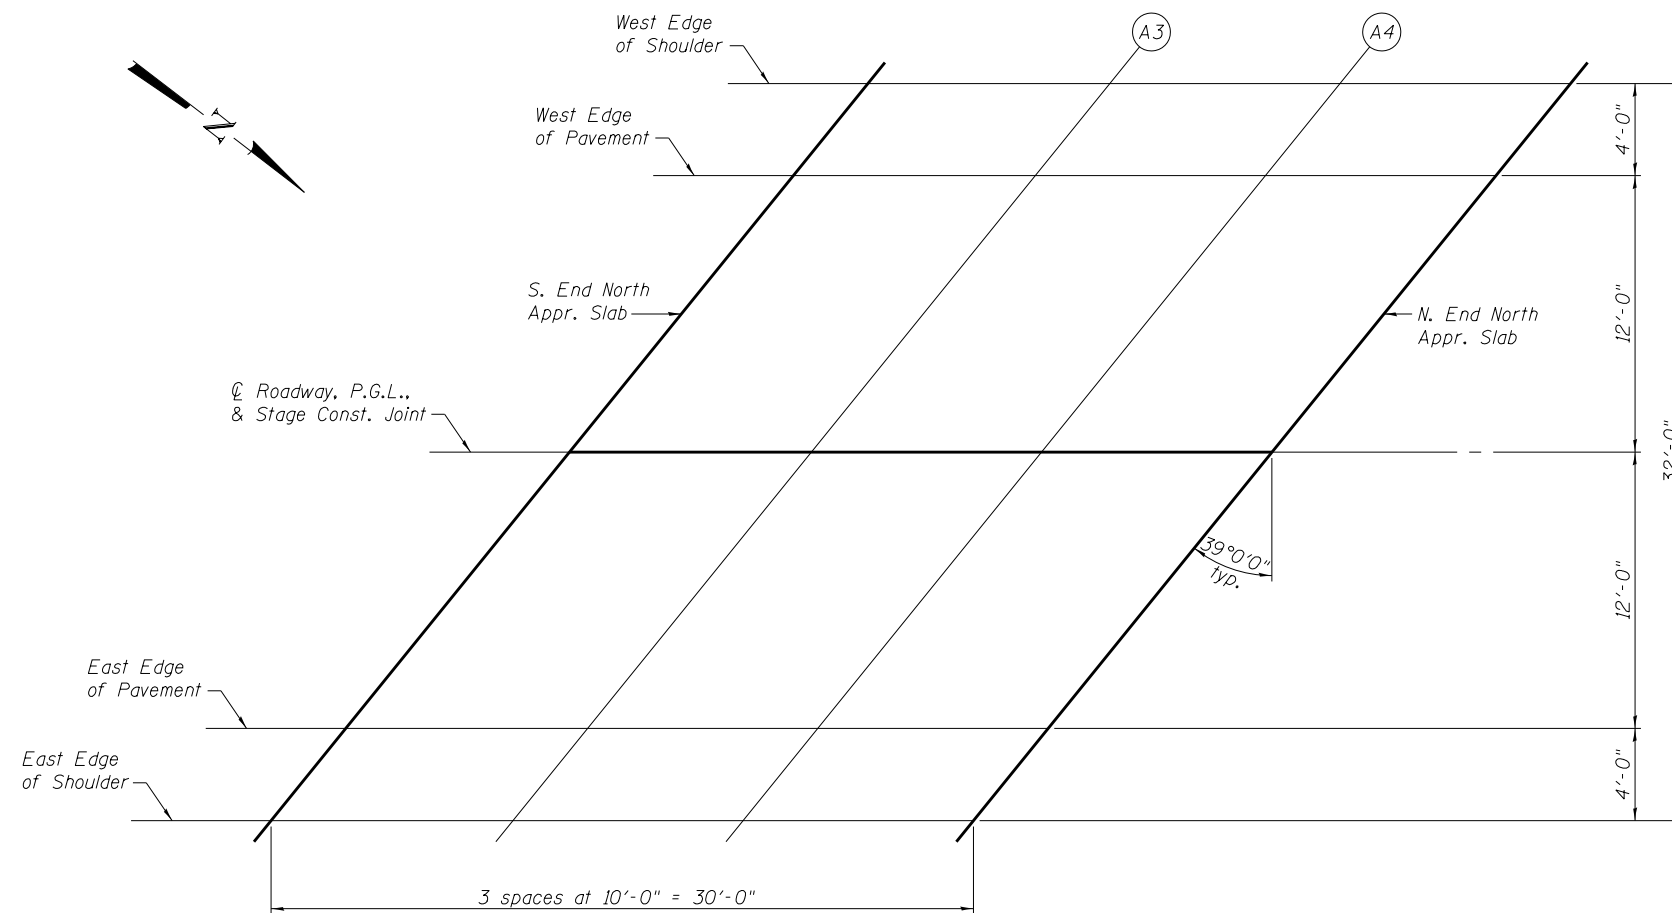 West Edge
of Shoulder
A3
A4
N
West Edge
of Pavement
4'-0"
S. End North
Appr. Slab
12'-0"
N. End North
Appr. Slab
℄ Roadway, P.G.L.,
& Stage Const. Joint
32'-0"
39°0'0"
typ.
12'-0"
East Edge
of Pavement
East Edge
of Shoulder
4'-0"
3 spaces at 10'-0" = 30'-0"